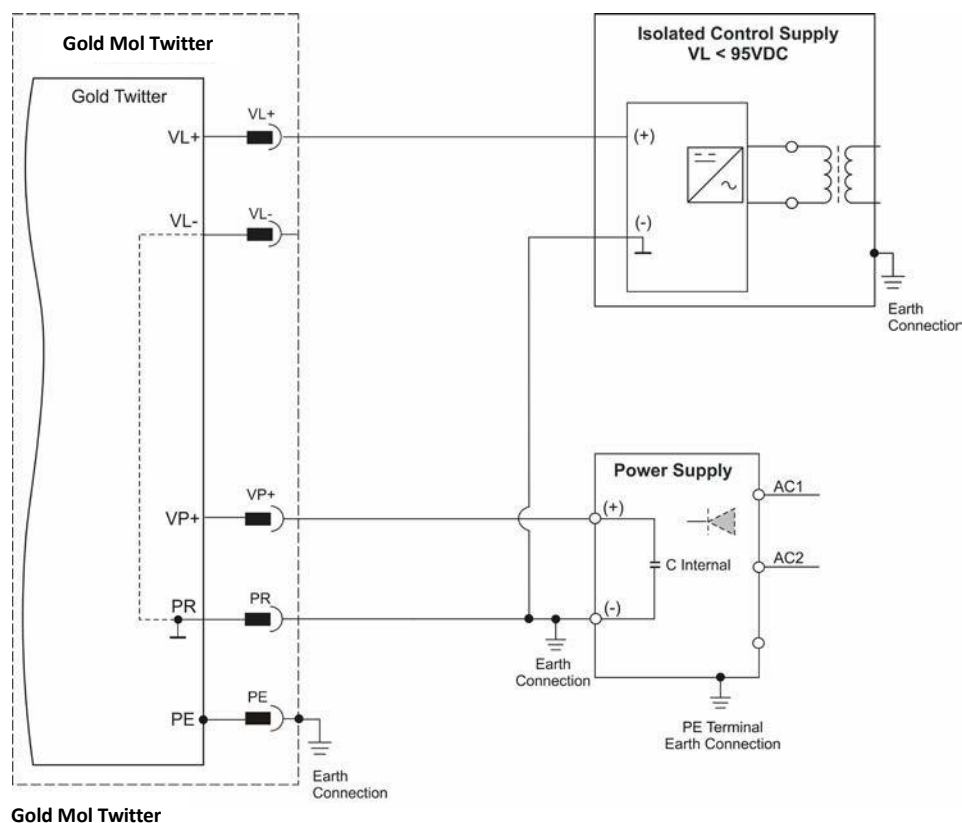 Gold Mol Twitter
Isolated Control Supply
VL < 95VDC
Gold Twitter
VL+
VL+
(+)
VL-
VL-
(-)
Earth
Connection
Power Supply
VP+
VP+
(+)
AC1
C Internal
AC2
PR
PR
(-)
Earth
Connection
PE
PE
PE Terminal
Earth Connection
Earth
Connection
Gold Mol Twitter